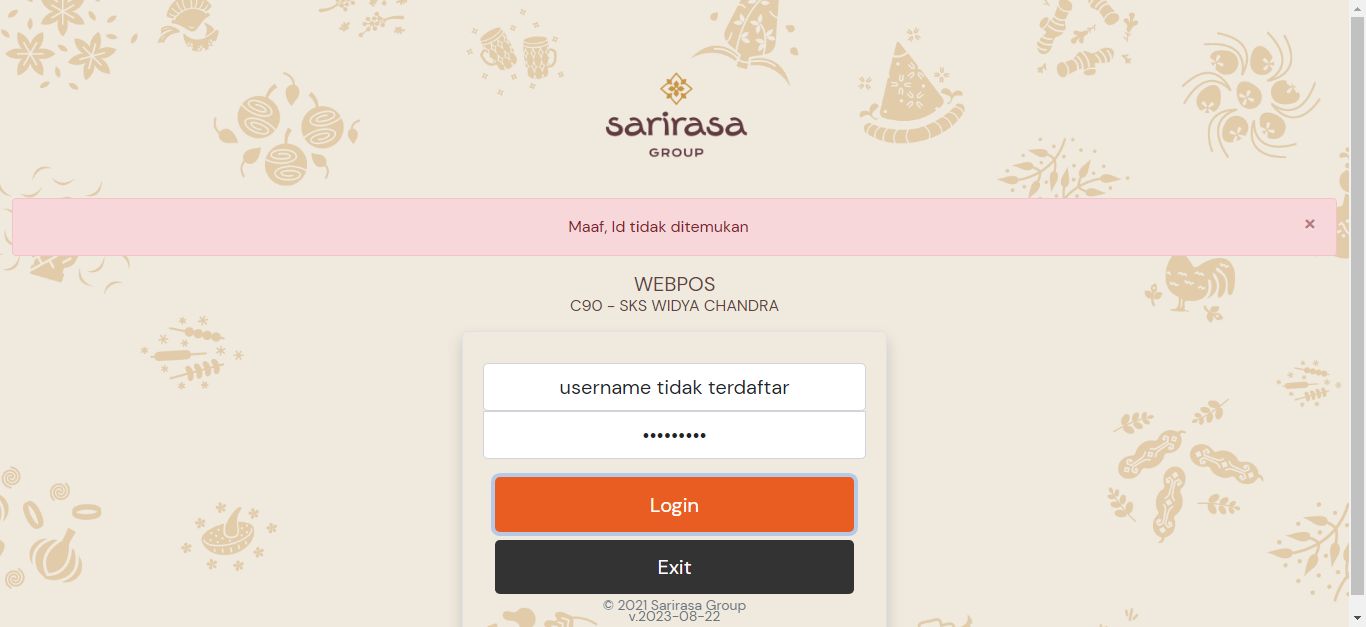 sarirasa
GROUP
Maaf, Id tidak ditemukan ×
WEBPOS
C90 - SKS WIDYA CHANDRA
username tidak terdaftar
•••••••••
Login
Exit
© 2021 Sarirasa Group
v.2023-08-22